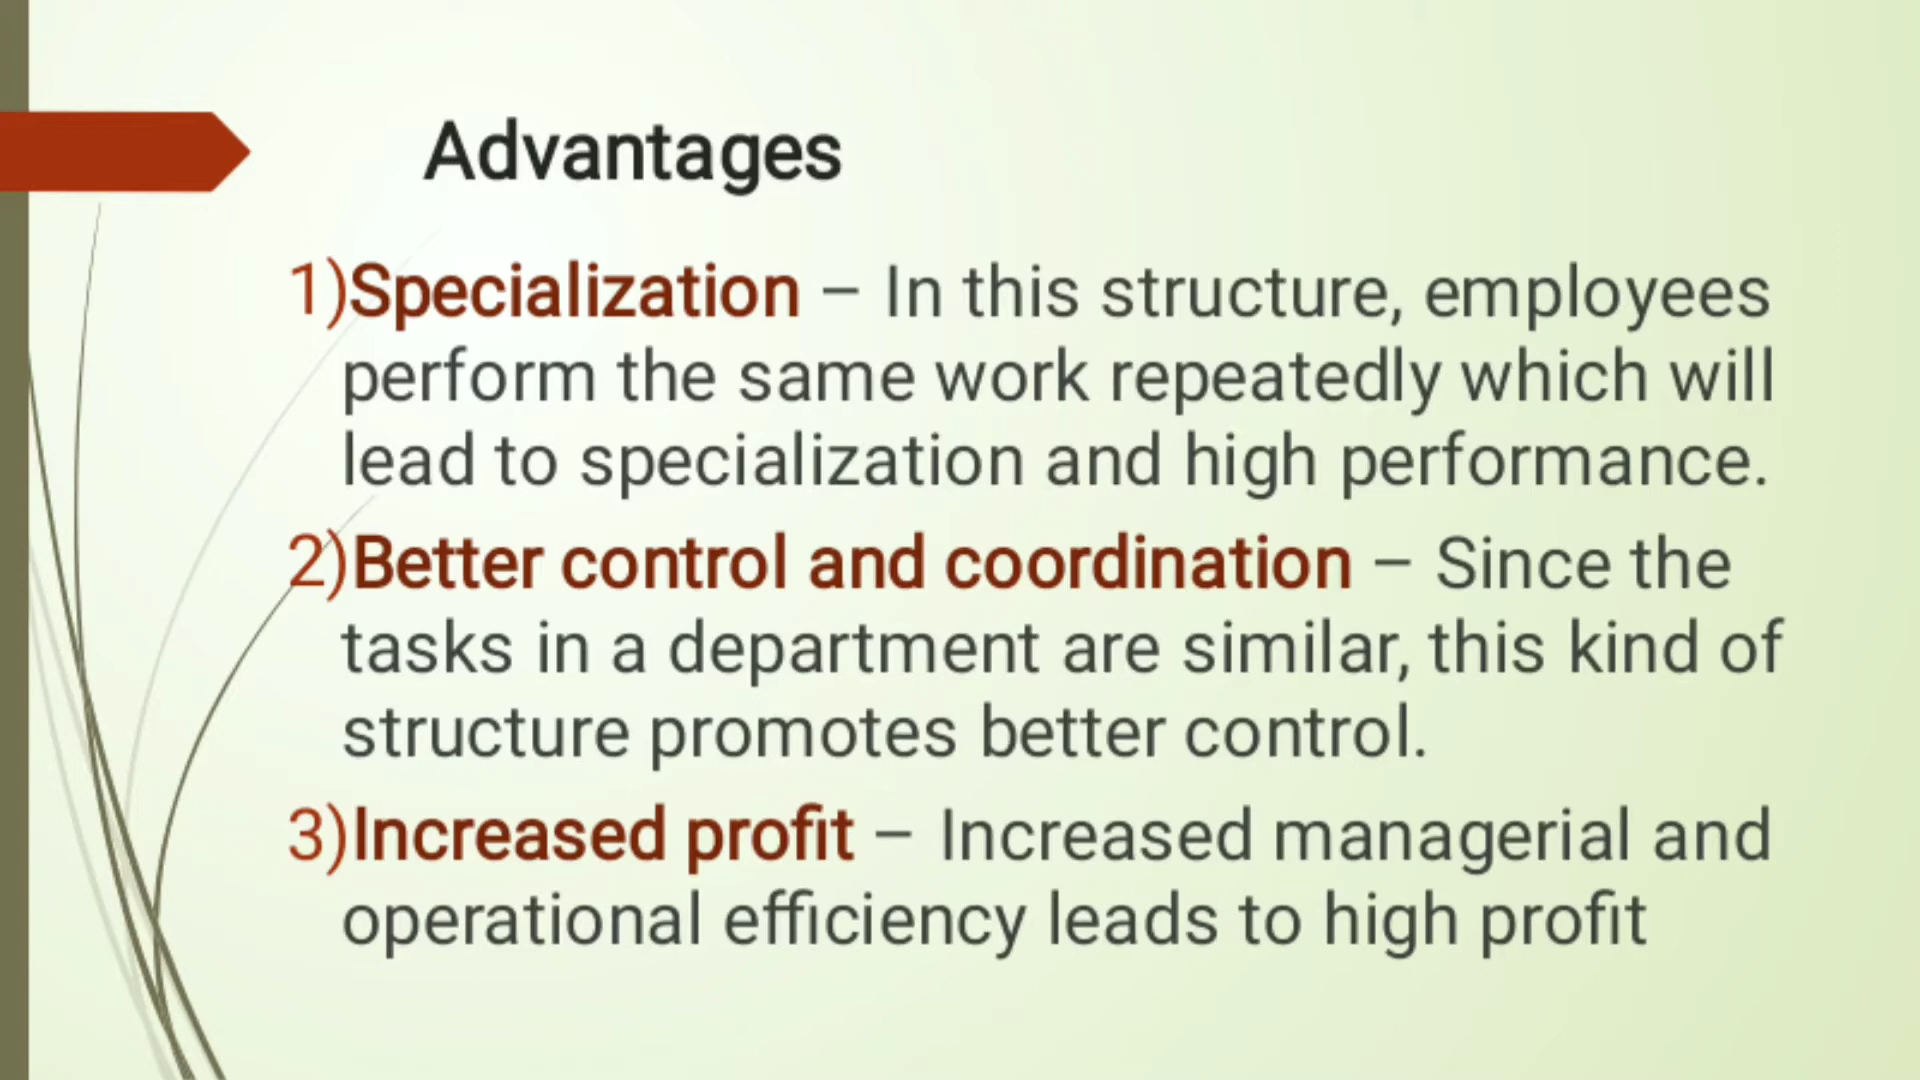 Advantages
1)Specialization – In this structure, employees
perform the same work repeatedly which will
lead to specialization and high performance.
2)Better control and coordination – Since the
tasks in a department are similar, this kind of
structure promotes better control.
3)Increased profit – Increased managerial and
operational efficiency leads to high profit